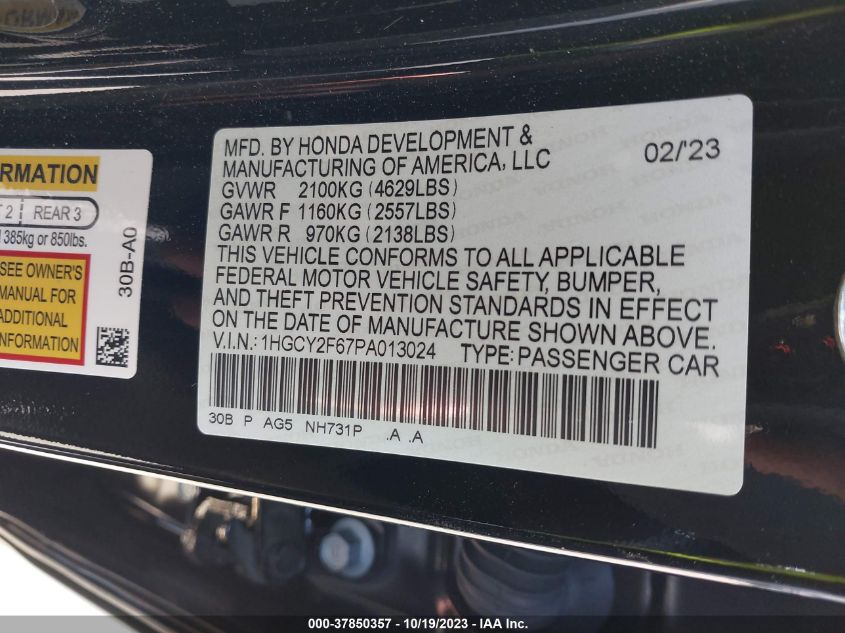 MFD. BY HONDA DEVELOPMENT &
MANUFACTURING OF AMERICA, LLC 02/'23
GVWR 2100KG (4629LBS)
GAWR F 1160KG (2557LBS)
GAWR R 970KG (2138LBS)
THIS VEHICLE CONFORMS TO ALL APPLICABLE
FEDERAL MOTOR VEHICLE SAFETY, BUMPER,
AND THEFT PREVENTION STANDARDS IN EFFECT
ON THE DATE OF MANUFACTURE SHOWN ABOVE.
V.I.N.: 1HGCY2F67PA013024 TYPE: PASSENGER CAR
30B P AG5 NH731P .A .A
2 REAR 3
385kg or 850lbs.
SEE OWNER'S
MANUAL FOR
ADDITIONAL
INFORMATION
30B-A0
000-37850357 - 10/19/2023 - IAA Inc.